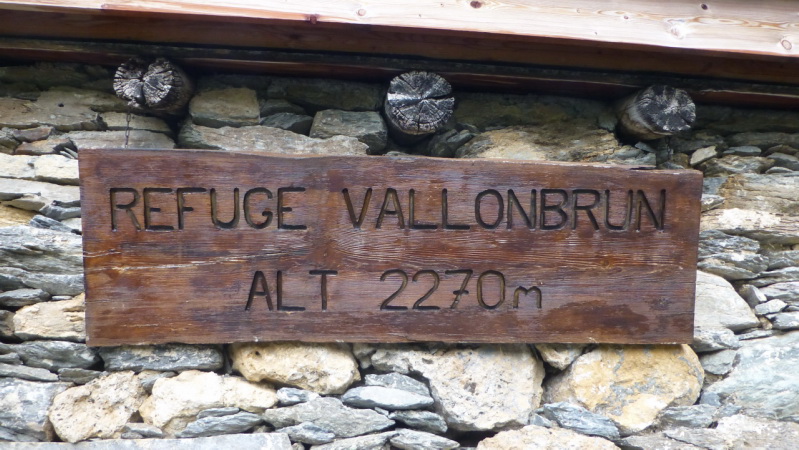 REFUGE VALLONBRUN
ALT 2270m